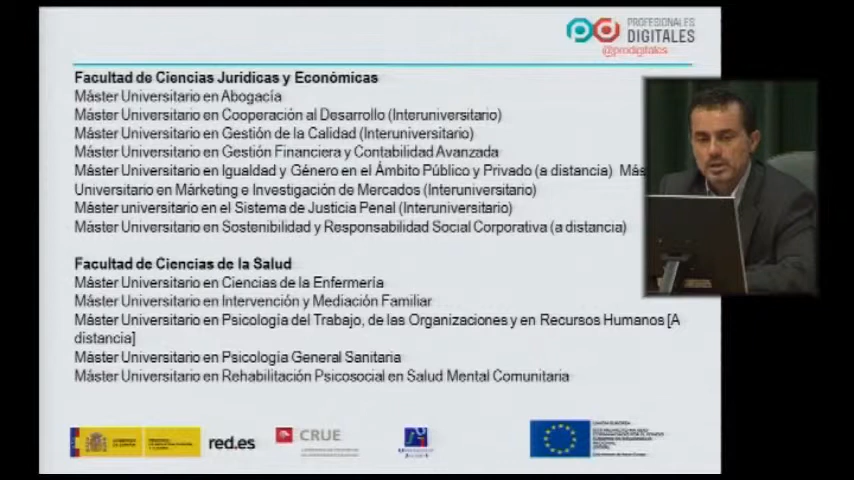 PROFESIONALES
DIGITALES
@prodigitales
Facultad de Ciencias Jurídicas y Económicas
Máster Universitario en Abogacía
Máster Universitario en Cooperación al Desarrollo (Interuniversitario)
Máster Universitario en Gestión de la Calidad (Interuniversitario)
Máster Universitario en Gestión Financiera y Contabilidad Avanzada
Máster Universitario en Igualdad y Género en el Ámbito Público y Privado (a distancia) Más
Universitario en Márketing e Investigación de Mercados (Interuniversitario)
Máster universitario en el Sistema de Justicia Penal (Interuniversitario)
Máster Universitario en Sostenibilidad y Responsabilidad Social Corporativa (a distancia)
Facultad de Ciencias de la Salud
Máster Universitario en Ciencias de la Enfermería
Máster Universitario en Intervención y Mediación Familiar
Máster Universitario en Psicología del Trabajo, de las Organizaciones y en Recursos Humanos [A
distancia]
Máster Universitario en Psicología General Sanitaria
Máster Universitario en Rehabilitación Psicosocial en Salud Mental Comunitaria
red.es
CRUE